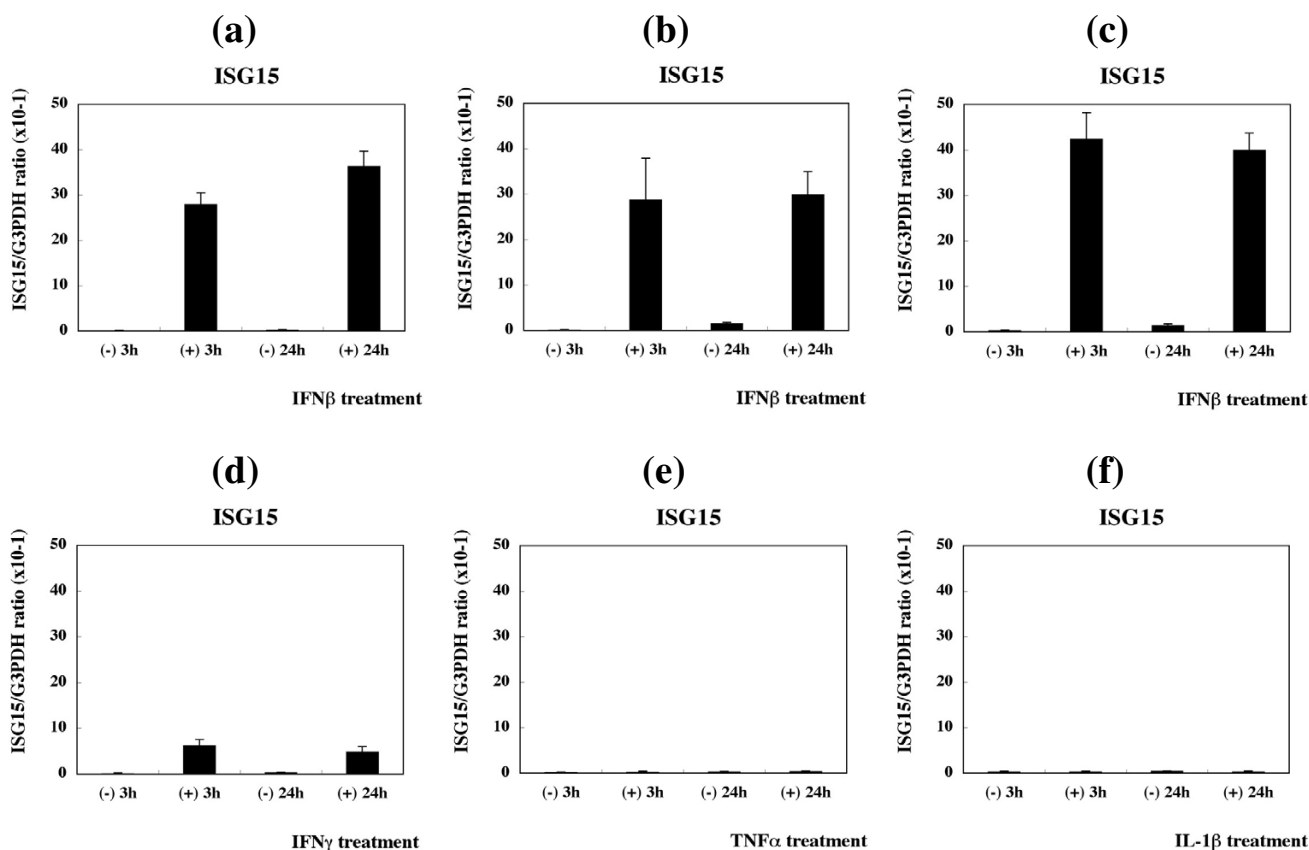 (a) (b) (c)
ISG15 ISG15 ISG15
ISG15/G3PDH ratio (x10-1) ISG15/G3PDH ratio (x10-1) ISG15/G3PDH ratio (x10-1)
50 50 50
40 40 40
30 30 30
20 20 20
10 10 10
0 0 0
(-) 3h (+) 3h (-) 24h (+) 24h (-) 3h (+) 3h (-) 24h (+) 24h (-) 3h (+) 3h (-) 24h (+) 24h
IFNβ treatment IFNβ treatment IFNβ treatment
(d) (e) (f)
ISG15 ISG15 ISG15
ISG15/G3PDH ratio (x10-1) ISG15/G3PDH ratio (x10-1) ISG15/G3PDH ratio (x10-1)
50 50 50
40 40 40
30 30 30
20 20 20
10 10 10
0 0 0
(-) 3h (+) 3h (-) 24h (+) 24h (-) 3h (+) 3h (-) 24h (+) 24h (-) 3h (+) 3h (-) 24h (+) 24h
IFNγ treatment TNFα treatment IL-1β treatment